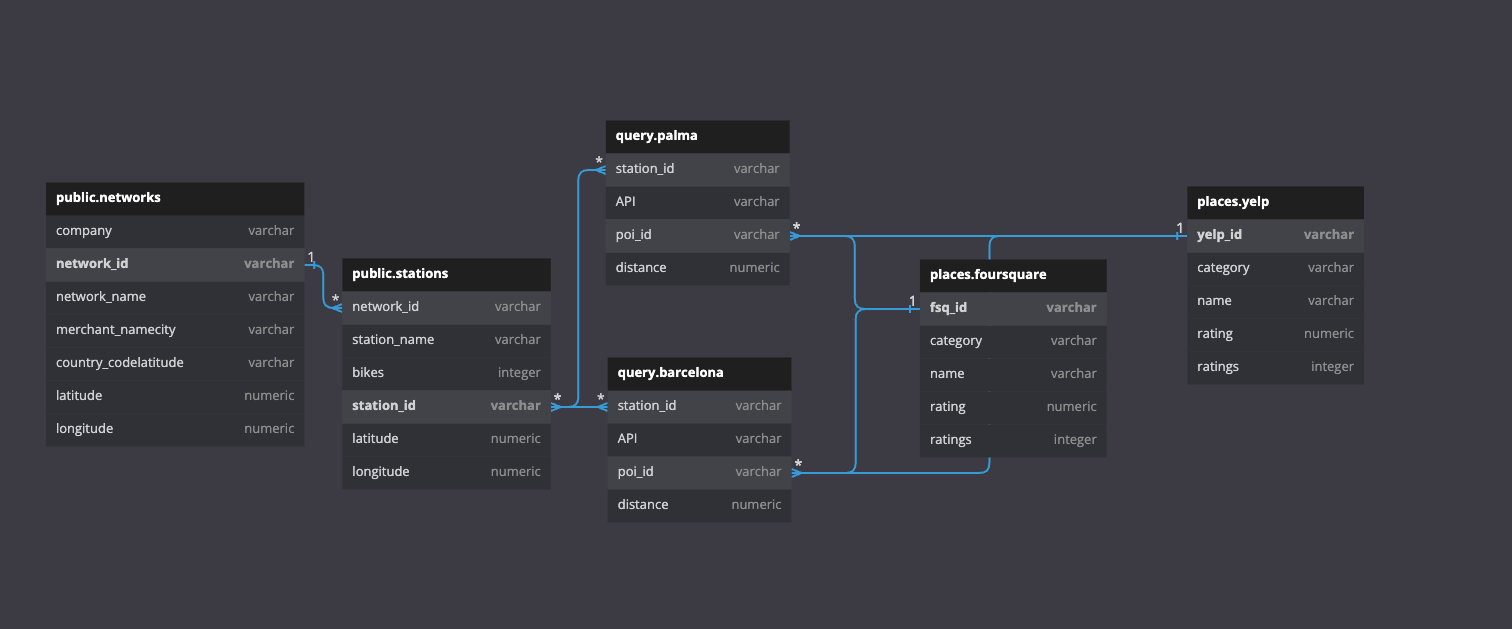 public.networks
company varchar
network_id varchar
network_name varchar
merchant_namecity varchar
country_codelatitude varchar
latitude numeric
longitude numeric
1
*
public.stations
network_id varchar
station_name varchar
bikes integer
station_id varchar
latitude numeric
longitude numeric
*
*
query.palma
station_id varchar
API varchar
poi_id varchar
distance numeric
*
*
query.barcelona
station_id varchar
API varchar
poi_id varchar
distance numeric
*
1
places.foursquare
fsq_id varchar
category varchar
name varchar
rating numeric
ratings integer
1
places.yelp
yelp_id varchar
category varchar
name varchar
rating numeric
ratings integer